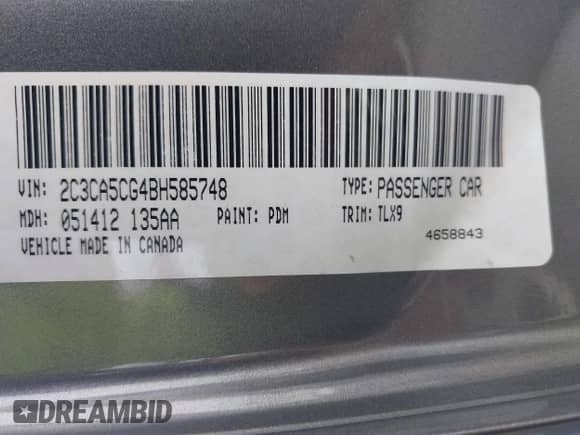 VIN: 2C3CA5CG4BH585748 TYPE: PASSENGER CAR
MDH: 051412 135AA PAINT: PDM TRIM: TLX9
VEHICLE MADE IN CANADA 4658843
DREAMBID